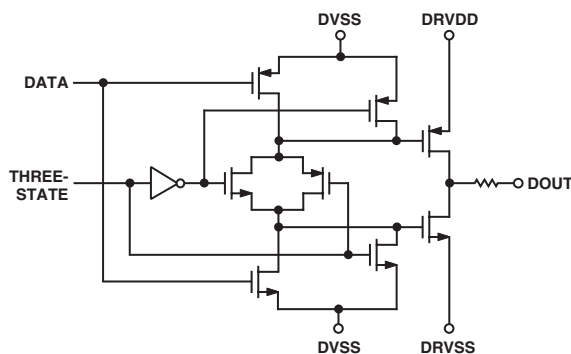 DVSS
DRVDD
DATA
THREE-
STATE
DOUT
DVSS
DRVSS